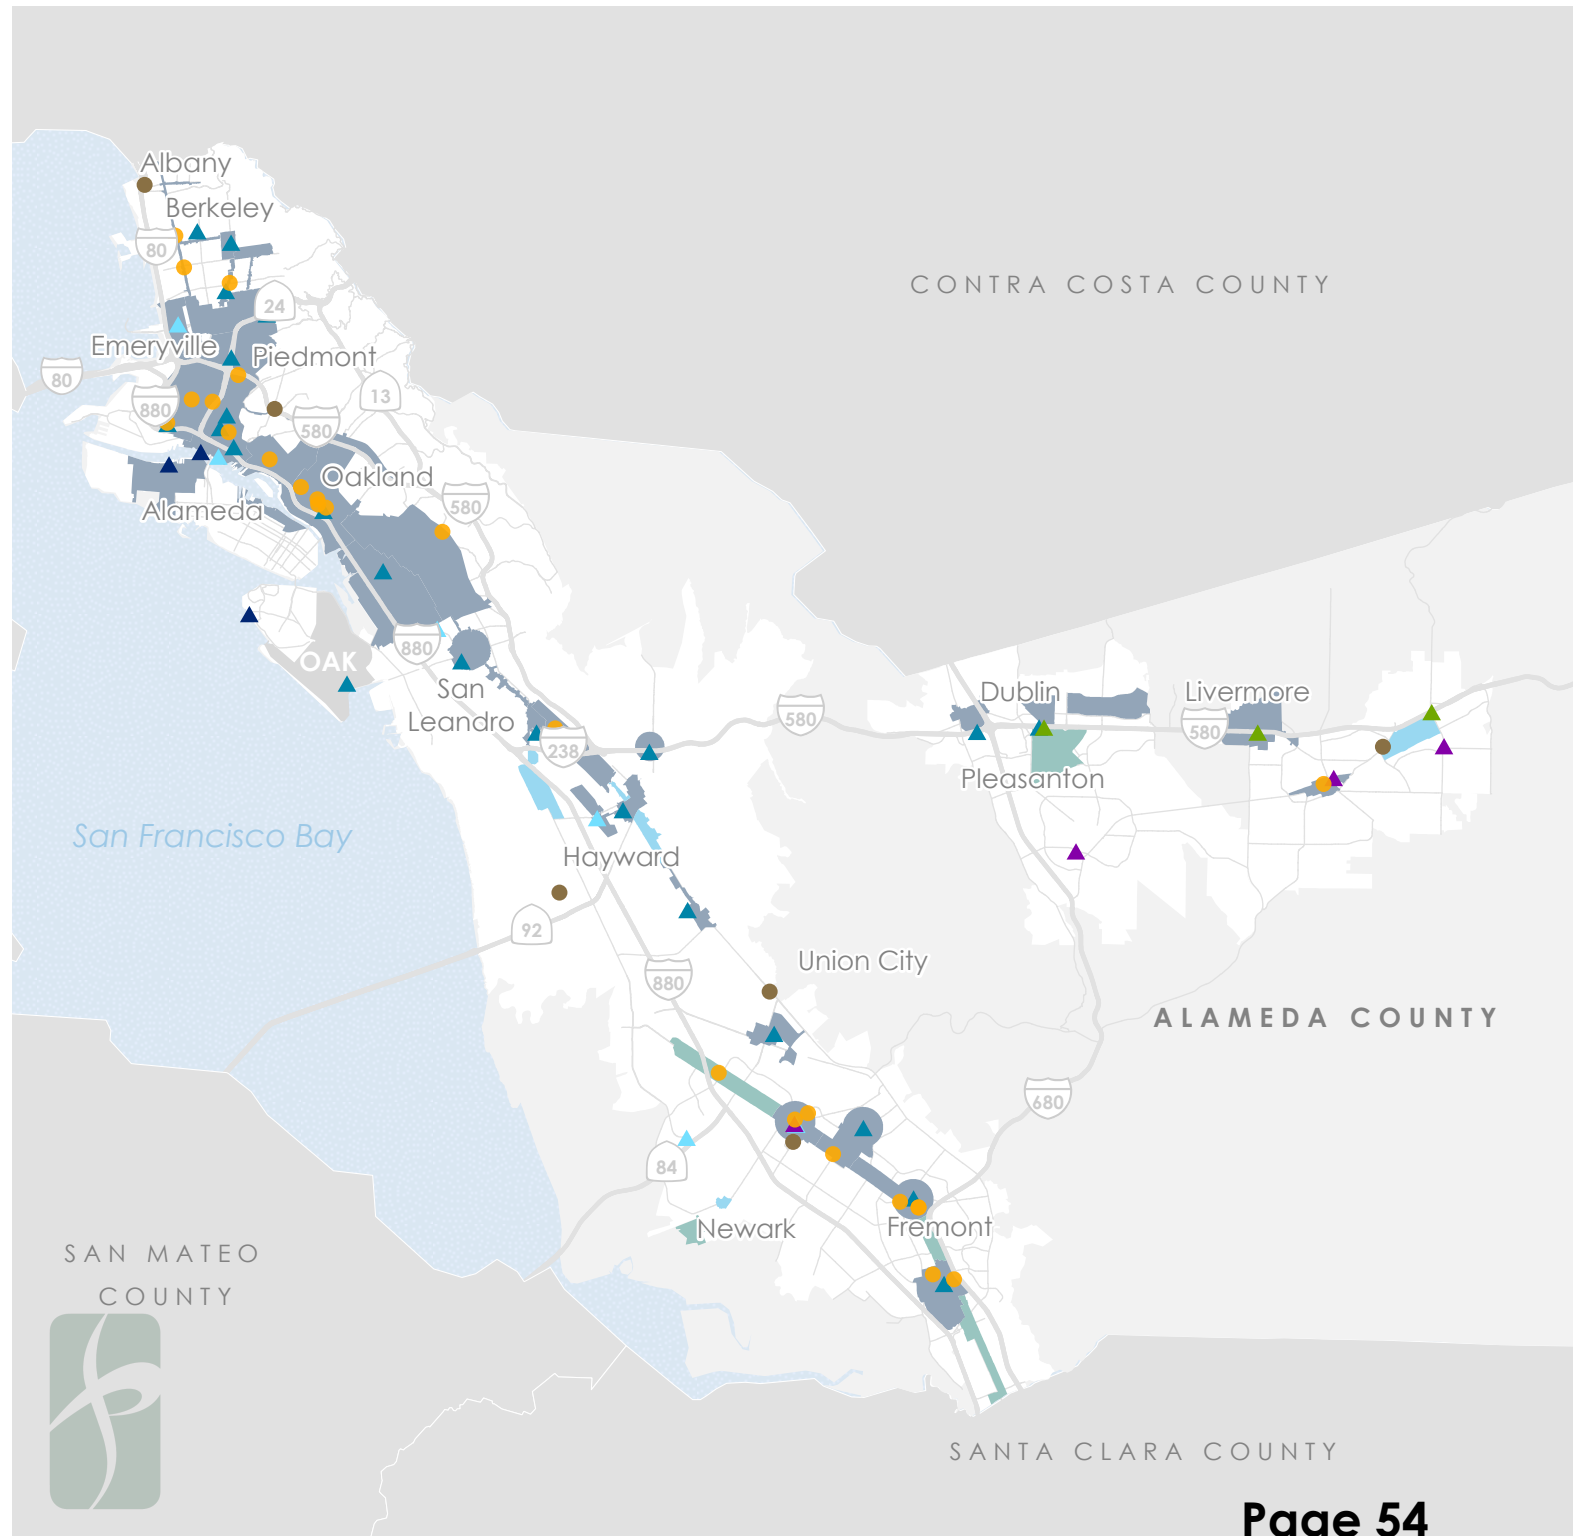 Albany
Berkeley
80
CONTRA COSTA COUNTY
24
Emeryville
Piedmont
80
13
880
580
Oakland
580
Alameda
880
OAK
San
Leandro
Dublin
Livermore
580
580
238
Pleasanton
San Francisco Bay
Hayward
92
Union City
880
ALAMEDA COUNTY
680
84
Newark
Fremont
SAN MATEO
COUNTY
SANTA CLARA COUNTY
Page 54